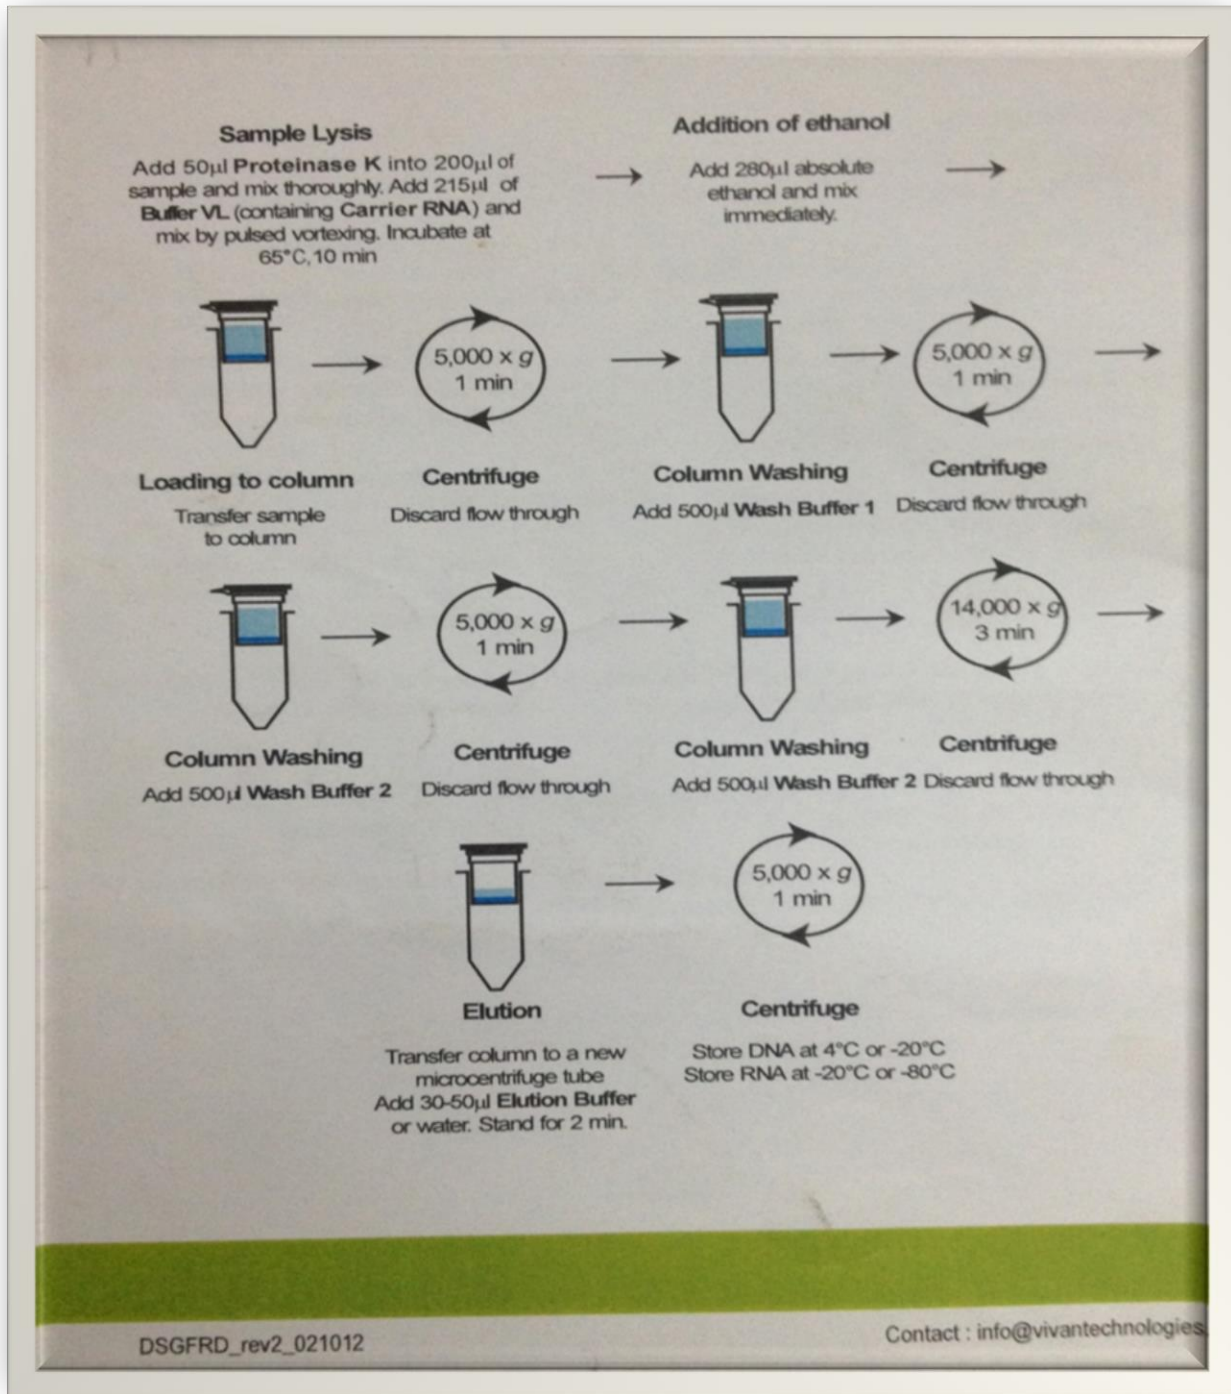 Sample Lysis
Add 50µl Proteinase K into 200µl of
sample and mix thoroughly. Add 215µl of
Buffer VL (containing Carrier RNA) and
mix by pulsed vortexing. Incubate at
65°C, 10 min
Addition of ethanol
Add 280µl absolute
ethanol and mix
immediately.
Loading to column
Transfer sample
to column
5,000 x g
1 min
Centrifuge
Discard flow through
Column Washing
Add 500µl Wash Buffer 1
5,000 x g
1 min
Centrifuge
Discard flow through
Column Washing
Add 500µl Wash Buffer 2
5,000 x g
1 min
Centrifuge
Discard flow through
Column Washing
Add 500µl Wash Buffer 2
14,000 x g
3 min
Centrifuge
Discard flow through
Elution
Transfer column to a new
microcentrifuge tube
Add 30-50µl Elution Buffer
or water. Stand for 2 min.
5,000 x g
1 min
Centrifuge
Store DNA at 4°C or -20°C
Store RNA at -20°C or -80°C
DSGFRD_rev2_021012
Contact : info@vivantechnologies.